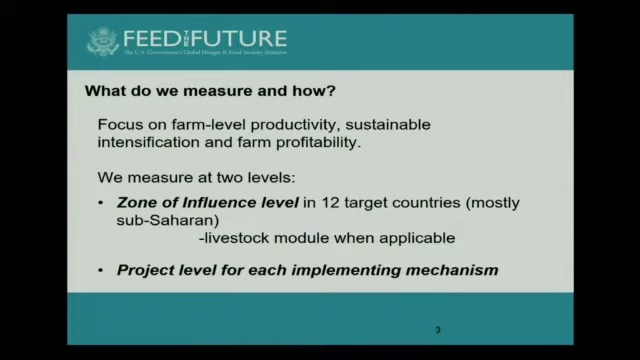 FEED THE FUTURE
The U.S. Government's Global Hunger & Food Security Initiative
What do we measure and how?
Focus on farm-level productivity, sustainable
intensification and farm profitability.
We measure at two levels:
• Zone of Influence level in 12 target countries (mostly
sub-Saharan)
-livestock module when applicable
• Project level for each implementing mechanism
3